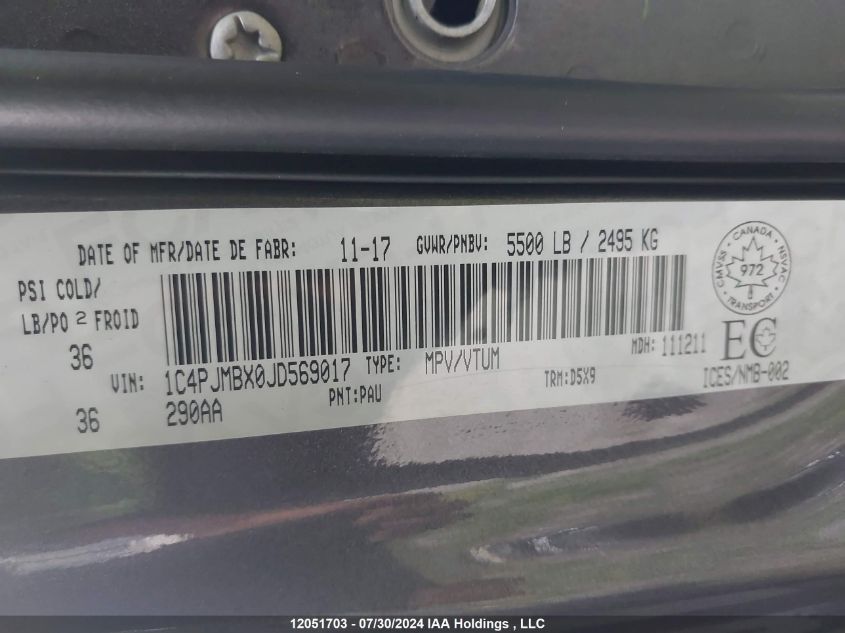 DATE OF MFR/DATE DE FABR: 11-17 GVWR/PNBV: 5500 LB / 2495 KG
PSI COLD/
LB/PO 2 FROID
36
36
VIN: 1C4PJMBX0JD569017 TYPE: MPV/VTUM MDH: 111211
290AA PNT:PAU TRM:D5X9
CANADA
CMVSS NSVAC
972
TRANSPORT
EC
ICES/NMB-002
12051703 - 07/30/2024 IAA Holdings , LLC